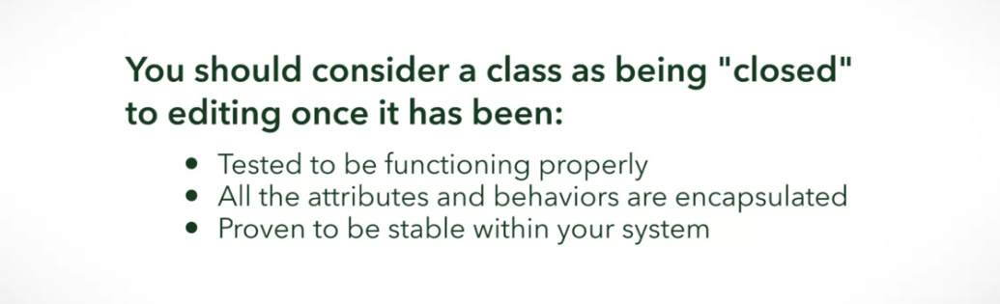 You should consider a class as being "closed"
to editing once it has been:
● Tested to be functioning properly
● All the attributes and behaviors are encapsulated
● Proven to be stable within your system